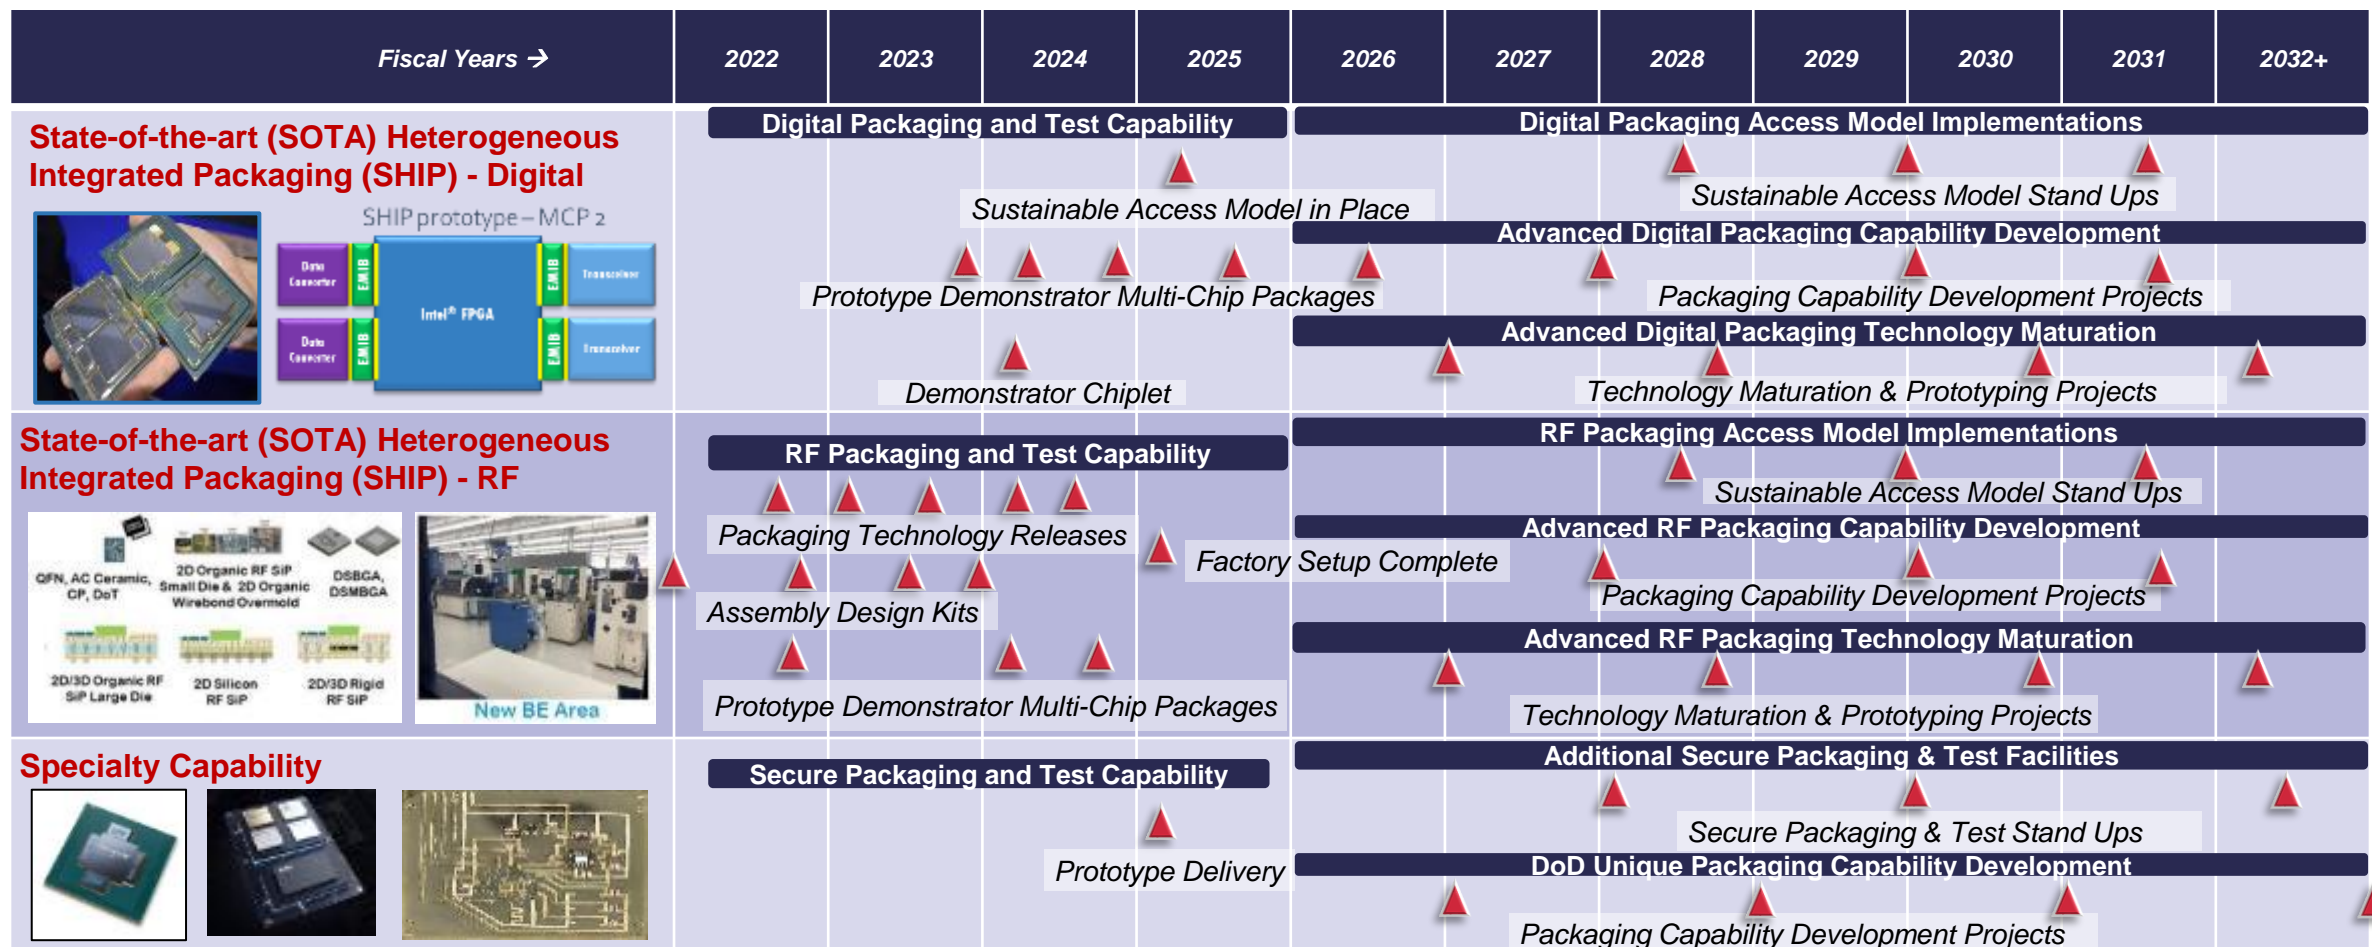 Fiscal Years →
2022
2023
2024
2025
2026
2027
2028
2029
2030
2031
2032+
State-of-the-art (SOTA) Heterogeneous
Integrated Packaging (SHIP) - Digital
SHIP prototype – MCP 2
Data
Converter
EMIB
Intel® FPGA
EMIB
Transceiver
Data
Converter
EMIB
EMIB
Transceiver
Digital Packaging and Test Capability
Sustainable Access Model in Place
Prototype Demonstrator Multi-Chip Packages
Demonstrator Chiplet
Digital Packaging Access Model Implementations
Sustainable Access Model Stand Ups
Advanced Digital Packaging Capability Development
Packaging Capability Development Projects
Advanced Digital Packaging Technology Maturation
Technology Maturation & Prototyping Projects
State-of-the-art (SOTA) Heterogeneous
Integrated Packaging (SHIP) - RF
QFN, AC Ceramic,
CP, DoT
2D Organic RF SiP
Small Die & 2D Organic
Wirebond Overmold
DSBGA,
DSMBGA
2D/3D Organic RF
SiP Large Die
2D Silicon
RF SiP
2D/3D Rigid
RF SiP
New BE Area
RF Packaging and Test Capability
Packaging Technology Releases
Factory Setup Complete
Assembly Design Kits
Prototype Demonstrator Multi-Chip Packages
RF Packaging Access Model Implementations
Sustainable Access Model Stand Ups
Advanced RF Packaging Capability Development
Packaging Capability Development Projects
Advanced RF Packaging Technology Maturation
Technology Maturation & Prototyping Projects
Specialty Capability
Secure Packaging and Test Capability
Prototype Delivery
Additional Secure Packaging & Test Facilities
Secure Packaging & Test Stand Ups
DoD Unique Packaging Capability Development
Packaging Capability Development Projects